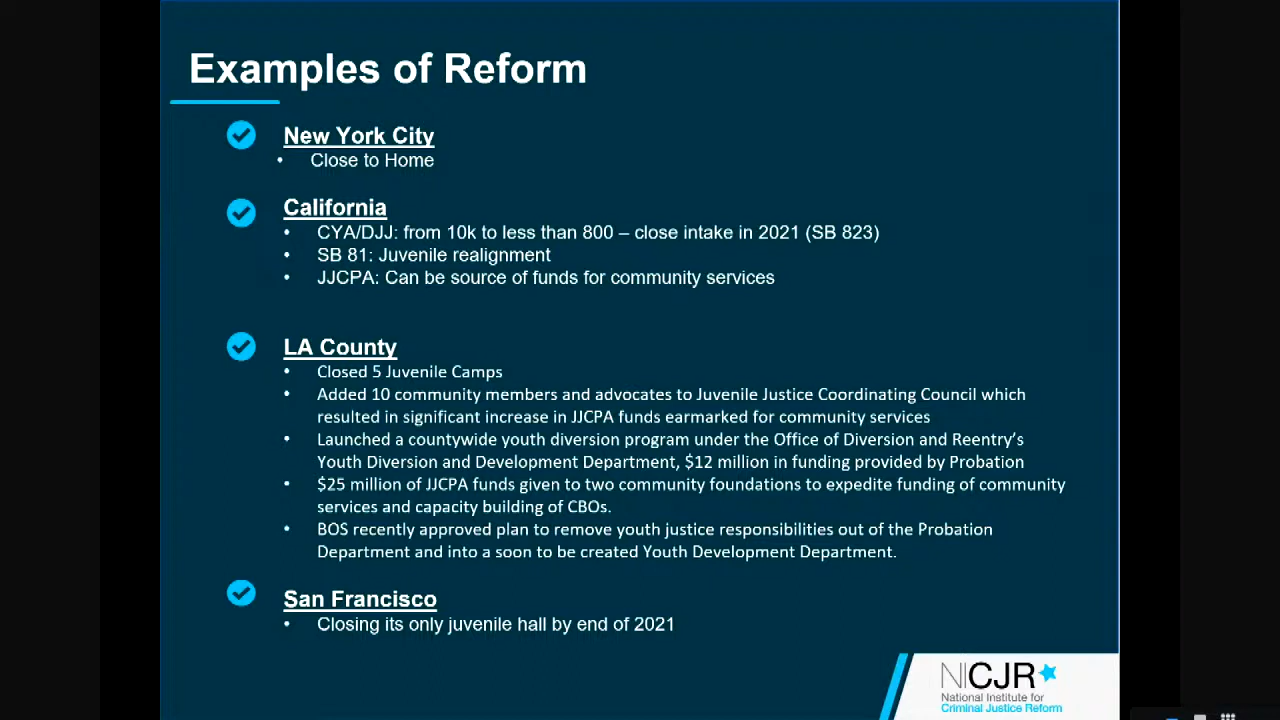 Examples of Reform
New York City
• Close to Home
California
• CYA/DJJ: from 10k to less than 800 – close intake in 2021 (SB 823)
• SB 81: Juvenile realignment
• JJCPA: Can be source of funds for community services
LA County
• Closed 5 Juvenile Camps
• Added 10 community members and advocates to Juvenile Justice Coordinating Council which
resulted in significant increase in JJCPA funds earmarked for community services
• Launched a countywide youth diversion program under the Office of Diversion and Reentry’s
Youth Diversion and Development Department, $12 million in funding provided by Probation
• $25 million of JJCPA funds given to two community foundations to expedite funding of community
services and capacity building of CBOs.
• BOS recently approved plan to remove youth justice responsibilities out of the Probation
Department and into a soon to be created Youth Development Department.
San Francisco
• Closing its only juvenile hall by end of 2021
NICJR
National Institute for
Criminal Justice Reform